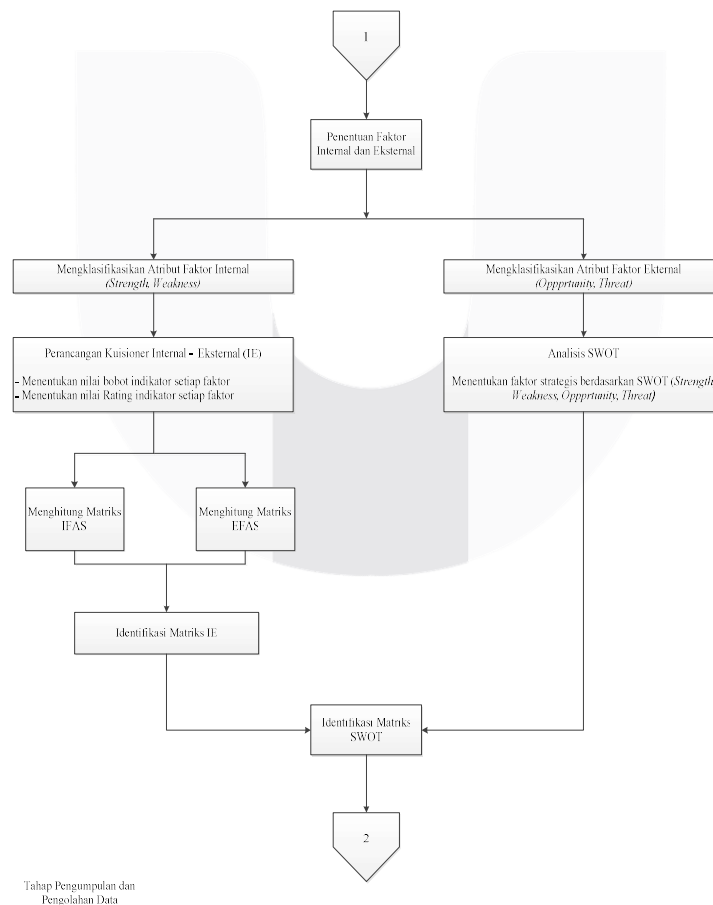 1
Penentuan Faktor
Internal dan Eksternal
Mengklasifikasikan Atribut Faktor Internal
(Strength, Weakness)
Mengklasifikasikan Atribut Faktor Ekternal
(Oppprtunity, Threat)
Perancangan Kuisioner Internal - Eksternal (IE)
- Menentukan nilai bobot indikator setiap faktor
- Menentukan nilai Rating indikator setiap faktor
Analisis SWOT
Menentukan faktor strategis berdasarkan SWOT (Strength
Weakness, Oppprtunity, Threat)
Menghitung Matriks
IFAS
Menghitung Matriks
EFAS
Identifikasi Matriks IE
Identifikasi Matriks
SWOT
2
Tahap Pengumpulan dan
Pengolahan Data